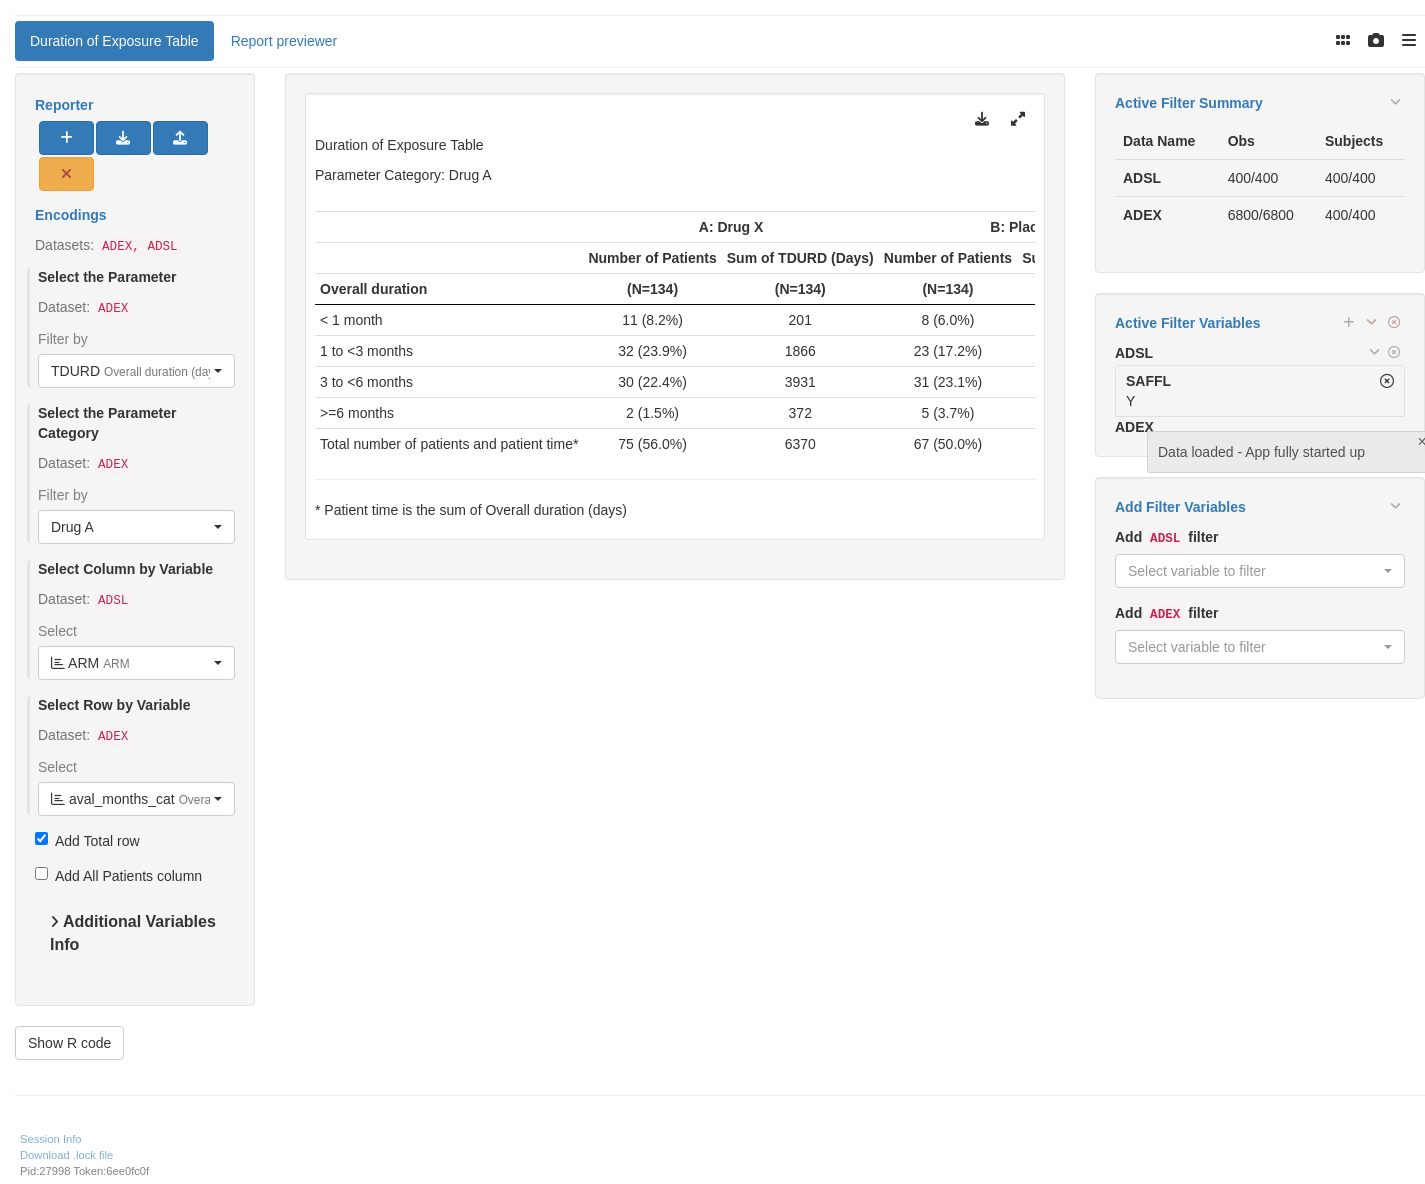 Duration of Exposure Table
Report previewer
Reporter
Encodings
Datasets: ADEX, ADSL
Select the Parameter
Dataset: ADEX
Filter by
TDURD Overall duration (day
Select the Parameter
Category
Dataset: ADEX
Filter by
Drug A
Select Column by Variable
Dataset: ADSL
Select
ARM ARM
Select Row by Variable
Dataset: ADEX
Select
aval_months_cat Overa
Add Total row
Add All Patients column
Additional Variables
Info
Show R code
Session Info
Download .lock file
Pid:27998 Token:6ee0fc0f
Duration of Exposure Table
Parameter Category: Drug A
A: Drug X B: Plac
Number of Patients Sum of TDURD (Days) Number of Patients Su
Overall duration (N=134) (N=134) (N=134)
< 1 month 11 (8.2%) 201 8 (6.0%)
1 to <3 months 32 (23.9%) 1866 23 (17.2%)
3 to <6 months 30 (22.4%) 3931 31 (23.1%)
>=6 months 2 (1.5%) 372 5 (3.7%)
Total number of patients and patient time* 75 (56.0%) 6370 67 (50.0%)
* Patient time is the sum of Overall duration (days)
Active Filter Summary
Data Name Obs Subjects
ADSL 400/400 400/400
ADEX 6800/6800 400/400
Active Filter Variables
ADSL
SAFFL
Y
ADEX
Data loaded - App fully started up
Add Filter Variables
Add ADSL filter
Select variable to filter
Add ADEX filter
Select variable to filter